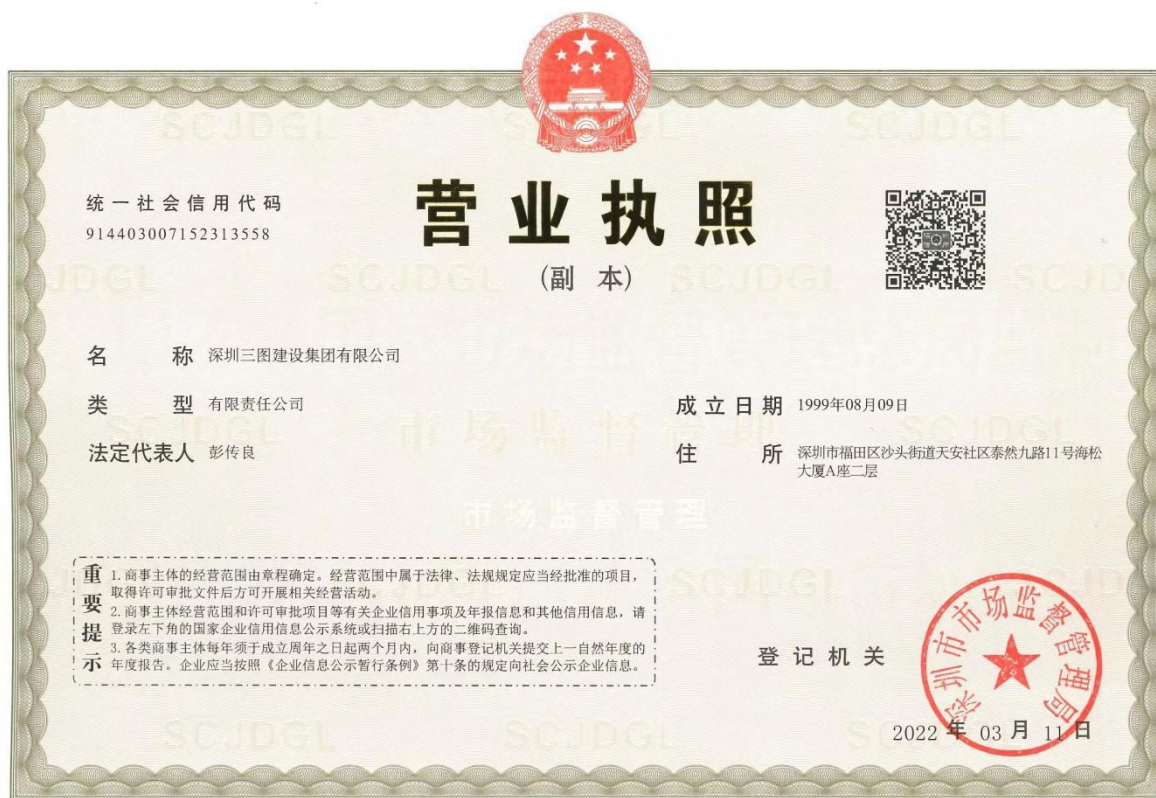 统一社会信用代码
914403007152313558
营业执照
(副 本)
名 称 深圳三图建设集团有限公司
类 型 有限责任公司
法定代表人 彭传良
成立日期 1999年08月09日
住 所 深圳市福田区沙头街道天安社区泰然九路11号海松
大厦A座二层
重要提示
1.商事主体的经营范围由章程确定。经营范围中属于法律、法规规定应当经批准的项目，
取得许可审批文件后方可开展相关经营活动。
2.商事主体经营范围和许可审批项目等有关企业信用事项及年报信息和其他信用信息，请
登录左下角的国家企业信用信息公示系统或扫描右上方的二维码查询。
3.各类商事主体每年须于成立周年之日起两个月内，向商事登记机关提交上一自然年度的
年度报告。企业应当按照《企业信息公示暂行条例》第十条的规定向社会公示企业信息。
登记机关
深圳市市场监督管理局
2022 年 03 月 11 日
SCJDGL
市场监督管理